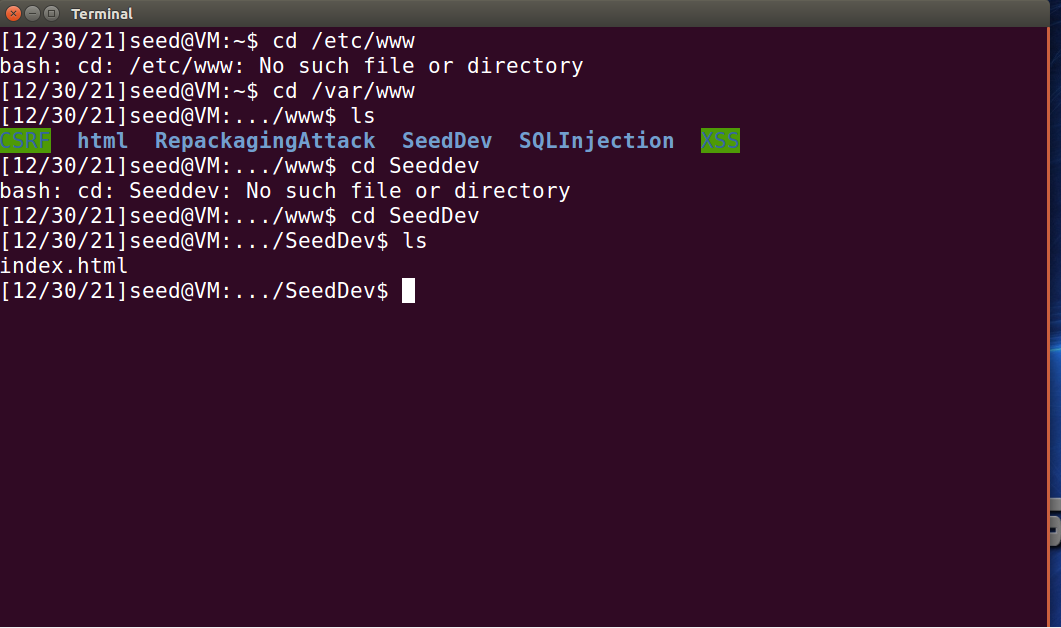 Terminal
[12/30/21]seed@VM:~$ cd /etc/www
bash: cd: /etc/www: No such file or directory
[12/30/21]seed@VM:~$ cd /var/www
[12/30/21]seed@VM:.../www$ ls
CSRF  html  RepackagingAttack  SeedDev  SQLInjection  XSS
[12/30/21]seed@VM:.../www$ cd Seeddev
bash: cd: Seeddev: No such file or directory
[12/30/21]seed@VM:.../www$ cd SeedDev
[12/30/21]seed@VM:.../SeedDev$ ls
index.html
[12/30/21]seed@VM:.../SeedDev$